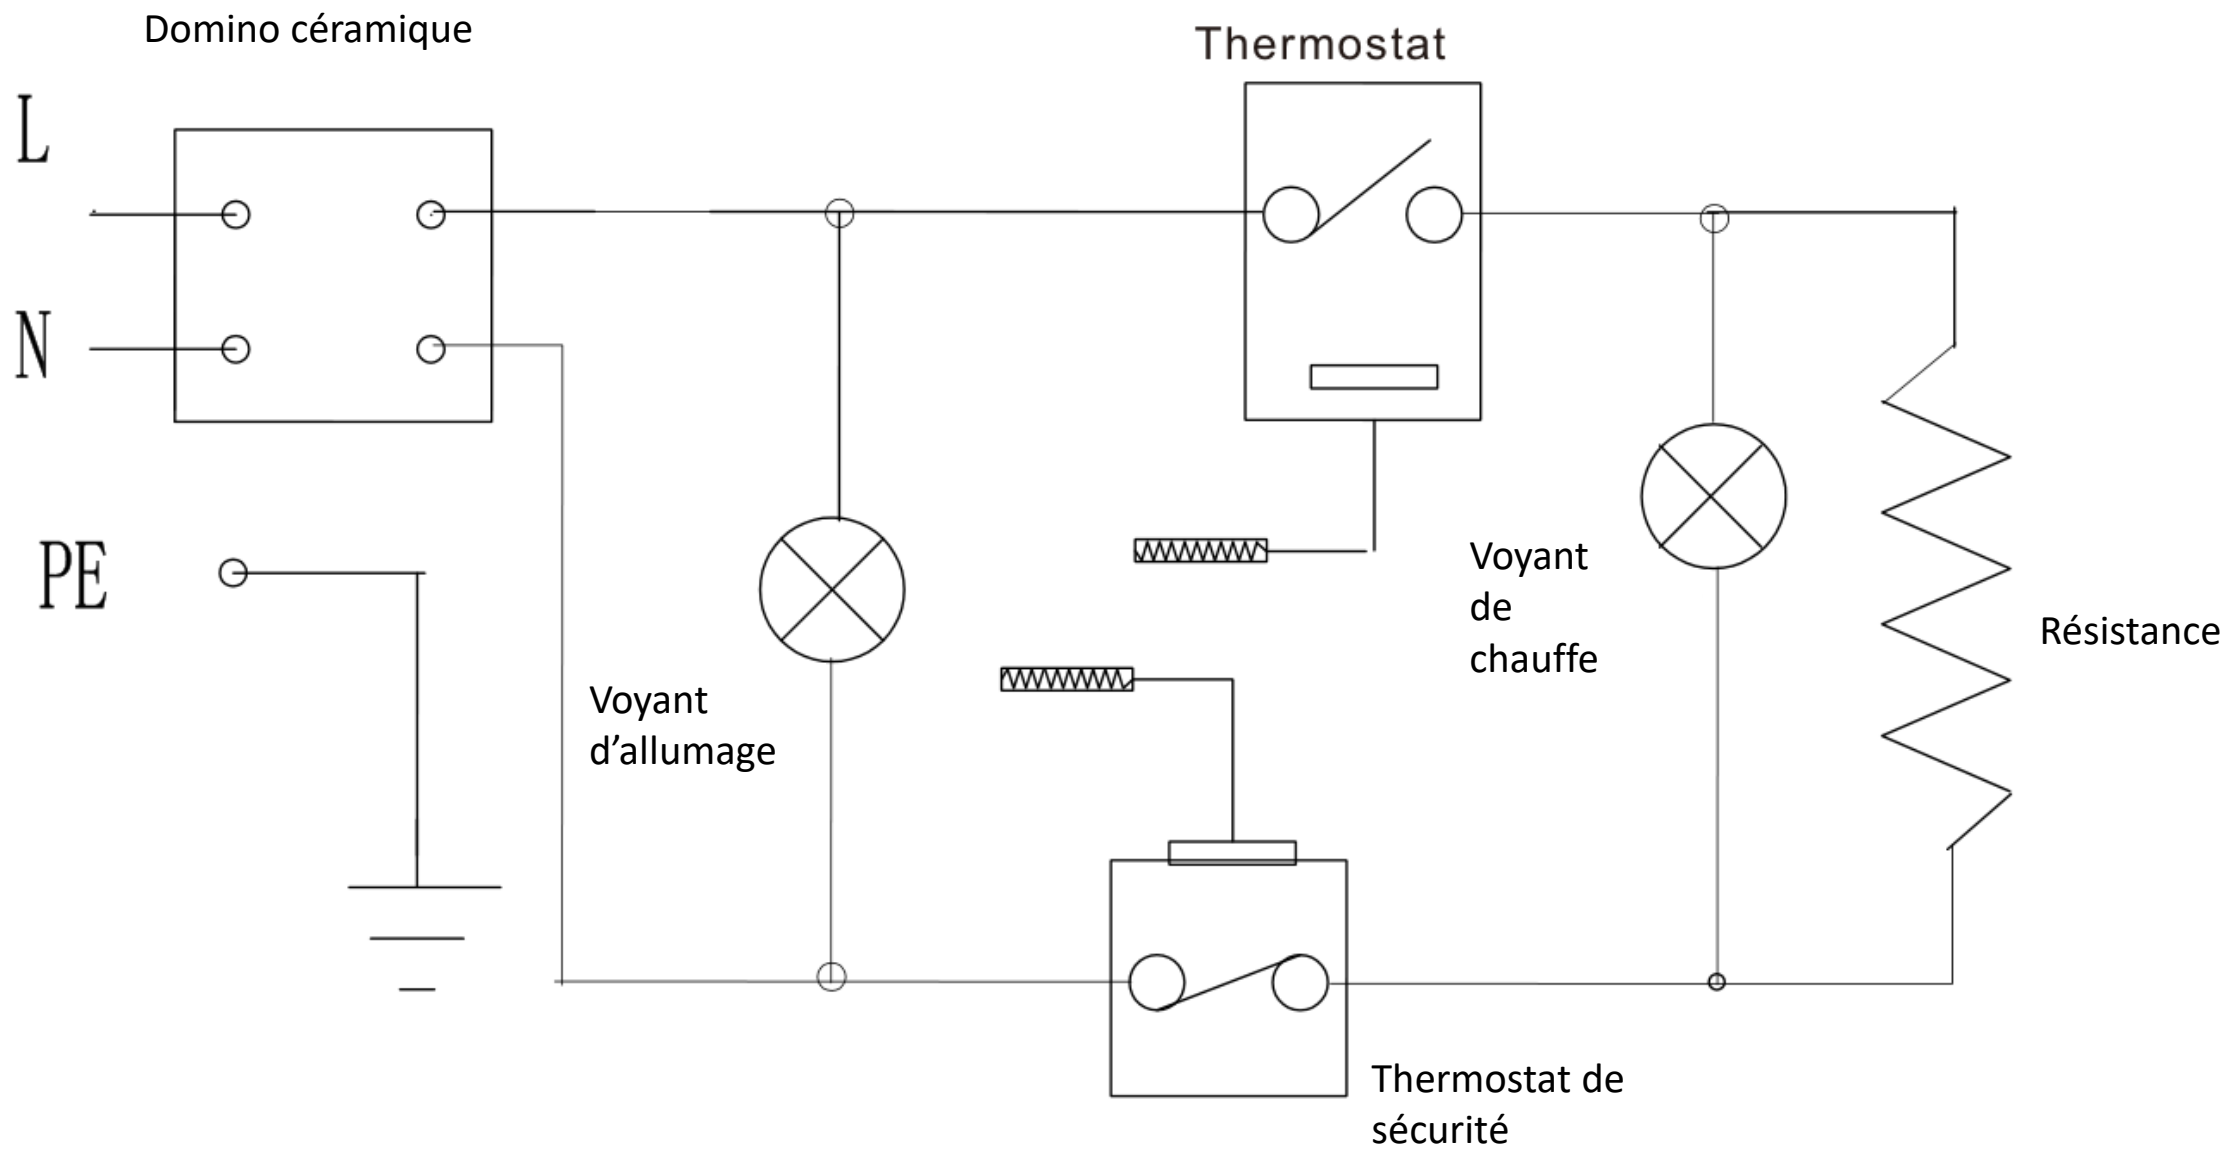 Domino céramique
Thermostat
L
N
PE
Voyant
de
chauffe
Résistance
Voyant
d’allumage
Thermostat de
sécurité